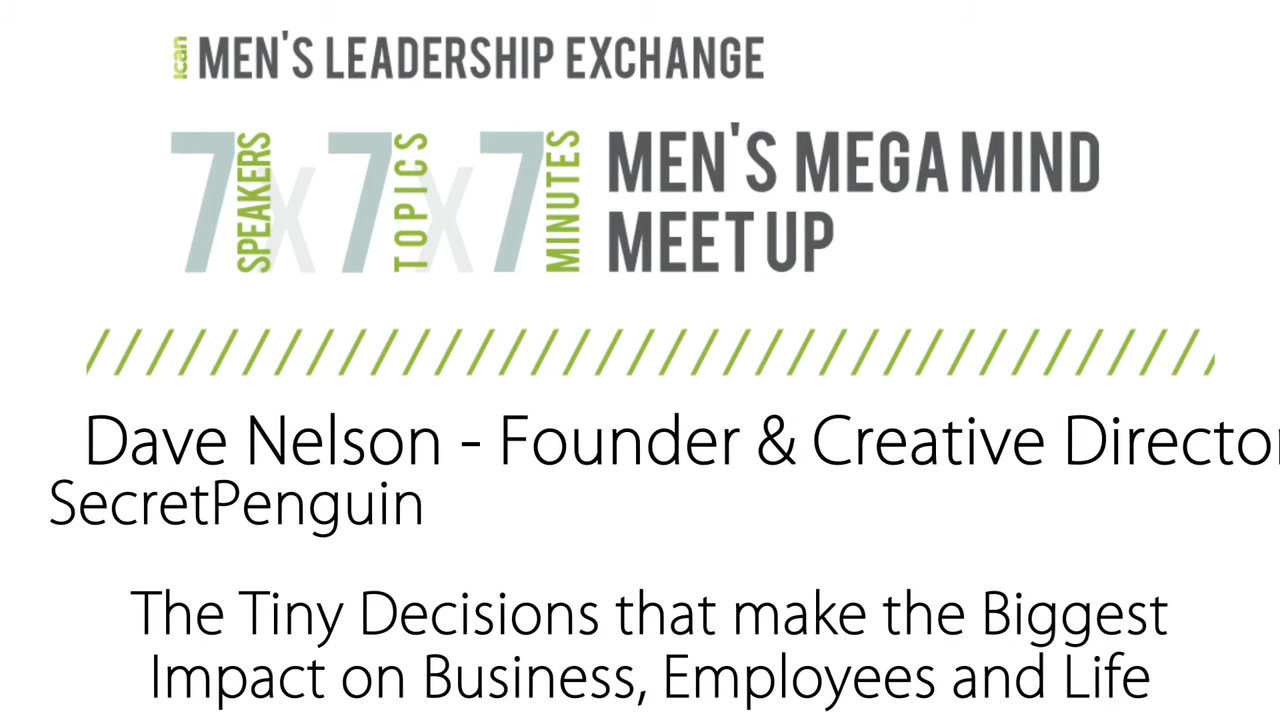 ican MEN'S LEADERSHIP EXCHANGE
7 SPEAKERS X 7 TOPICS X 7 MINUTES MEN'S MEGA MIND
MEET UP
Dave Nelson - Founder & Creative Director
SecretPenguin
The Tiny Decisions that make the Biggest
Impact on Business, Employees and Life